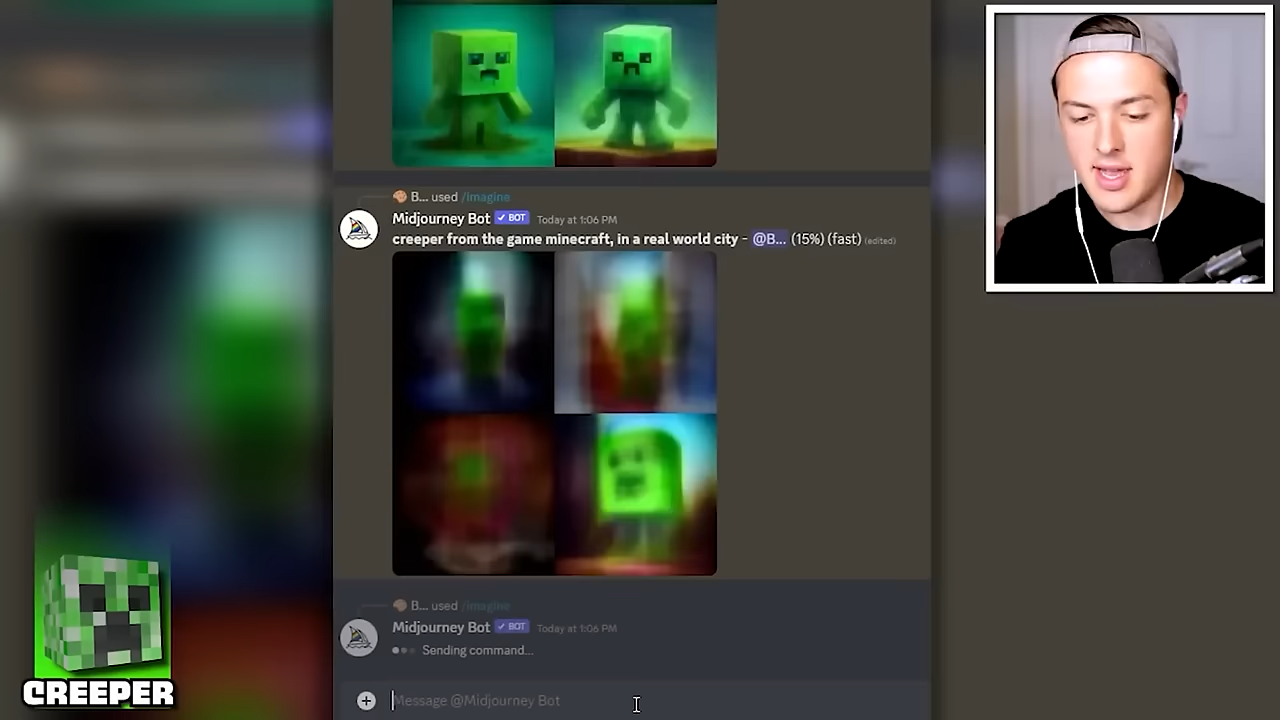 B... used /imagine
Midjourney Bot ✓ BOT Today at 1:06 PM
creeper from the game minecraft, in a real world city - @B... (15%) (fast) (edited)
B... used /imagine
Midjourney Bot ✓ BOT Today at 1:06 PM
Sending command...
Message @Midjourney Bot
CREEPER